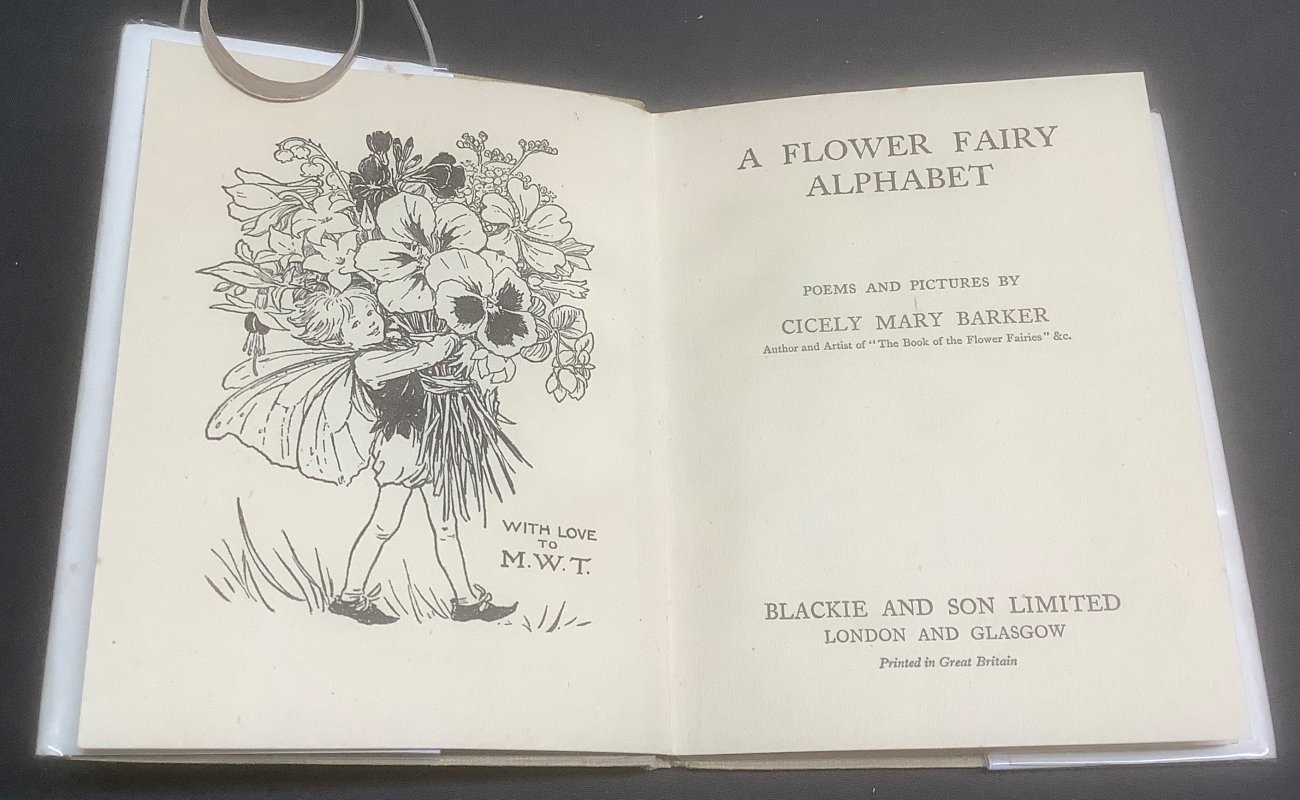 WITH LOVE
TO
M.W.T.
A FLOWER FAIRY
ALPHABET
POEMS AND PICTURES BY
CICELY MARY BARKER
Author and Artist of "The Book of the Flower Fairies" &c.
BLACKIE AND SON LIMITED
LONDON AND GLASGOW
Printed in Great Britain